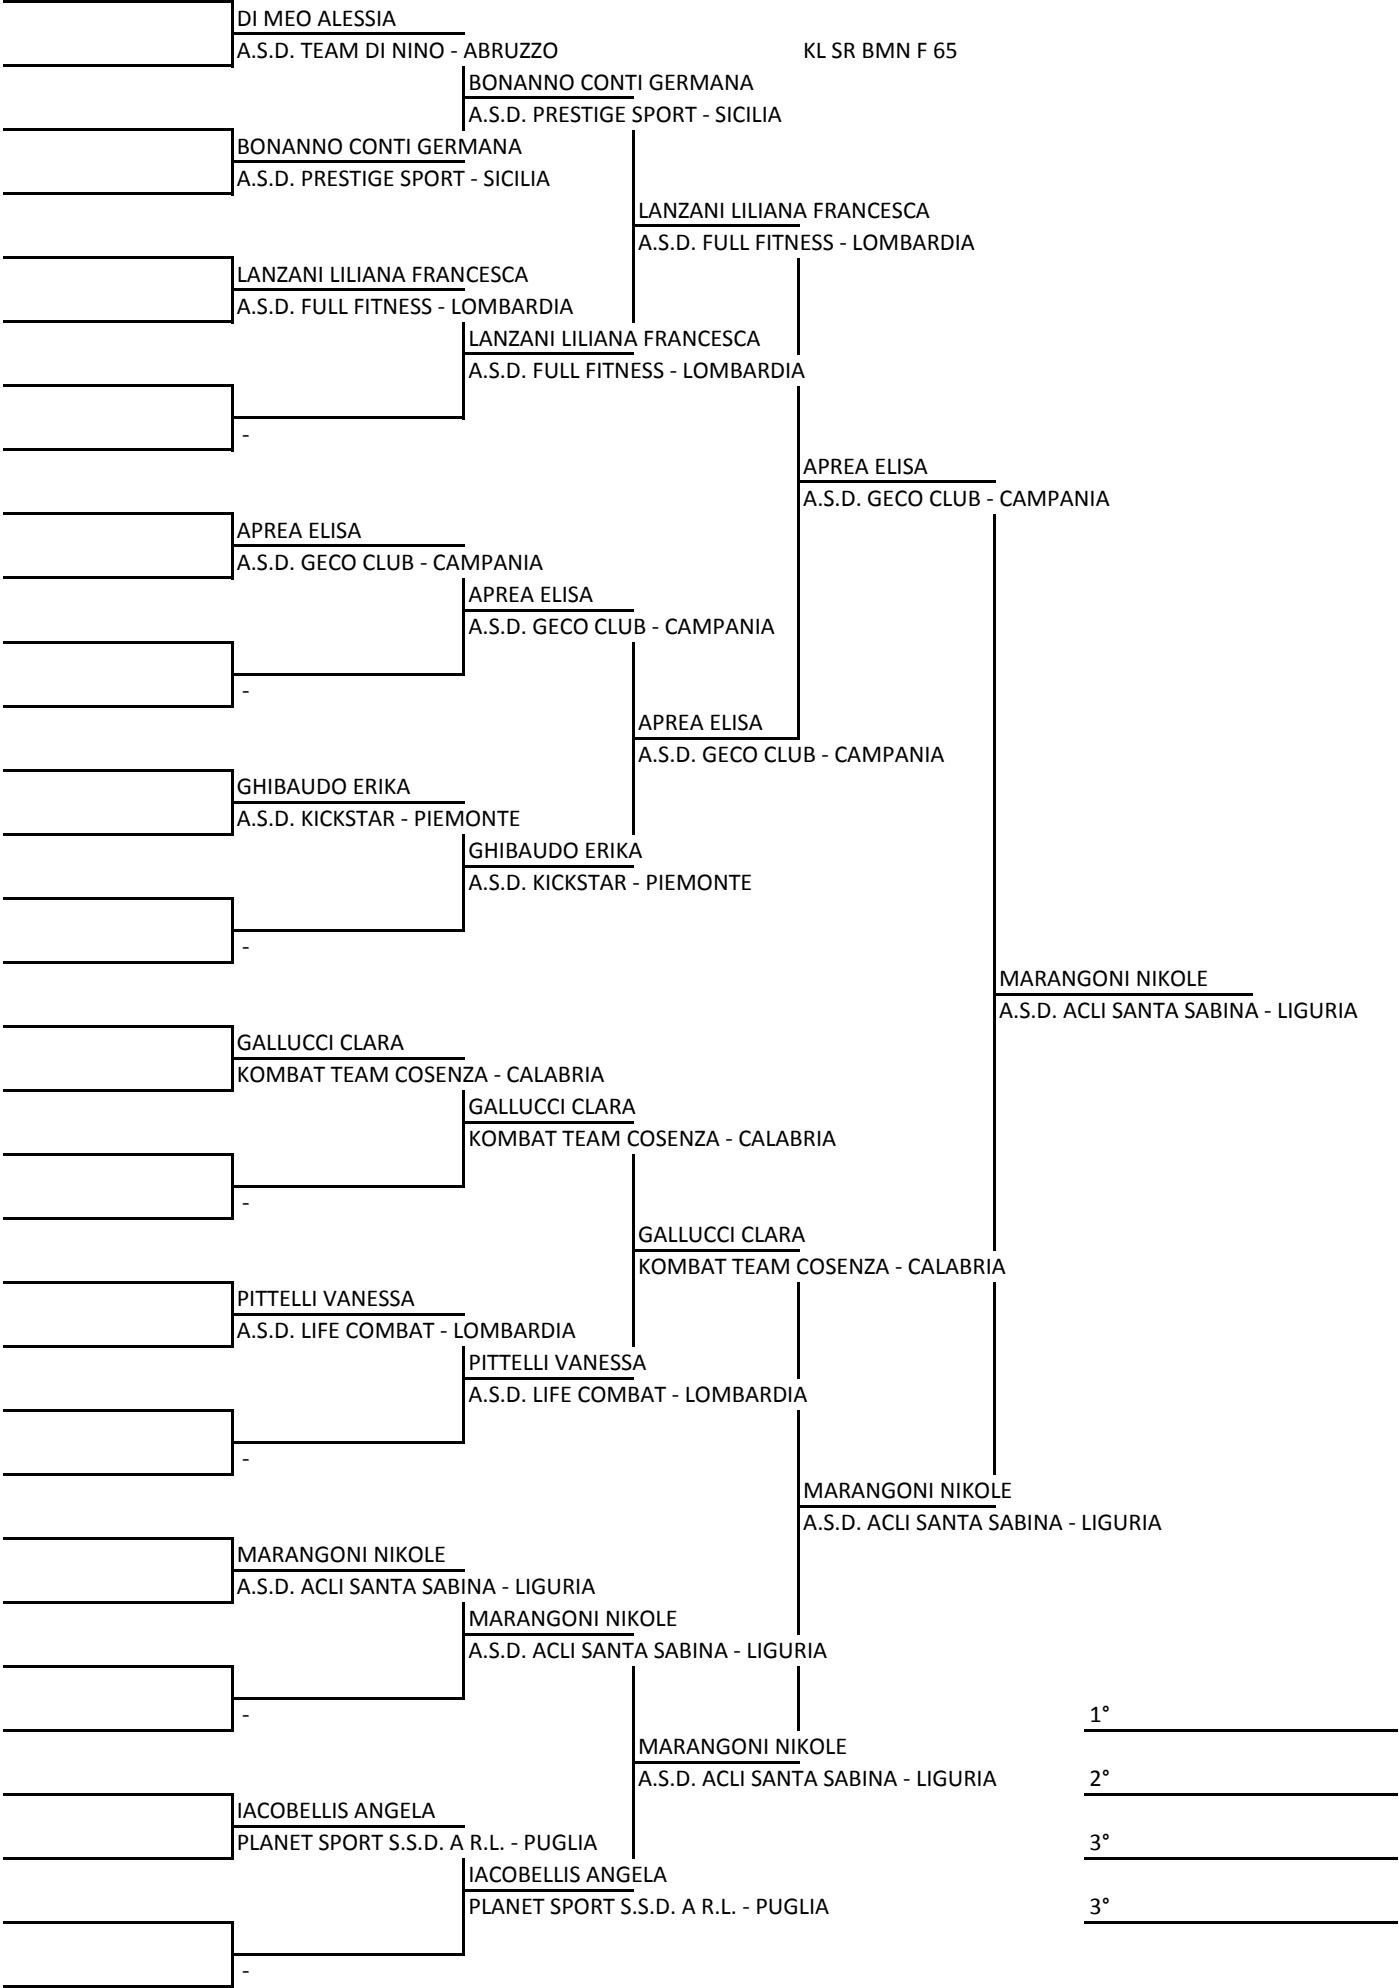 DI MEO ALESSIA
A.S.D. TEAM DI NINO - ABRUZZO
KL SR BMN F 65
BONANNO CONTI GERMANA
A.S.D. PRESTIGE SPORT - SICILIA
BONANNO CONTI GERMANA
A.S.D. PRESTIGE SPORT - SICILIA
LANZANI LILIANA FRANCESCA
A.S.D. FULL FITNESS - LOMBARDIA
LANZANI LILIANA FRANCESCA
A.S.D. FULL FITNESS - LOMBARDIA
LANZANI LILIANA FRANCESCA
A.S.D. FULL FITNESS - LOMBARDIA
-
APREA ELISA
A.S.D. GECO CLUB - CAMPANIA
APREA ELISA
A.S.D. GECO CLUB - CAMPANIA
APREA ELISA
A.S.D. GECO CLUB - CAMPANIA
-
APREA ELISA
A.S.D. GECO CLUB - CAMPANIA
GHIBAUDO ERIKA
A.S.D. KICKSTAR - PIEMONTE
GHIBAUDO ERIKA
A.S.D. KICKSTAR - PIEMONTE
-
MARANGONI NIKOLE
A.S.D. ACLI SANTA SABINA - LIGURIA
GALLUCCI CLARA
KOMBAT TEAM COSENZA - CALABRIA
GALLUCCI CLARA
KOMBAT TEAM COSENZA - CALABRIA
-
GALLUCCI CLARA
KOMBAT TEAM COSENZA - CALABRIA
PITTELLI VANESSA
A.S.D. LIFE COMBAT - LOMBARDIA
PITTELLI VANESSA
A.S.D. LIFE COMBAT - LOMBARDIA
-
MARANGONI NIKOLE
A.S.D. ACLI SANTA SABINA - LIGURIA
MARANGONI NIKOLE
A.S.D. ACLI SANTA SABINA - LIGURIA
MARANGONI NIKOLE
A.S.D. ACLI SANTA SABINA - LIGURIA
-
1°
MARANGONI NIKOLE
A.S.D. ACLI SANTA SABINA - LIGURIA
2°
IACOBELLIS ANGELA
PLANET SPORT S.S.D. A R.L. - PUGLIA
3°
IACOBELLIS ANGELA
PLANET SPORT S.S.D. A R.L. - PUGLIA
3°
-